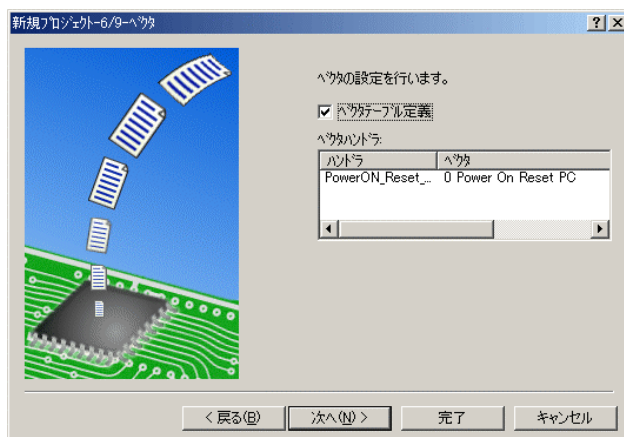 新規ﾌﾟﾛｼﾞｪｸﾄ-6/9-ﾍﾞｸﾀ
ﾍﾞｸﾀの設定を行います。
ﾍﾞｸﾀﾃｰﾌﾞﾙ定義
ﾍﾞｸﾀﾊﾝﾄﾞﾗ:
ﾊﾝﾄﾞﾗ ﾍﾞｸﾀ
PowerON_Reset_... 0 Power On Reset PC
< 戻る(B) 次へ(N) > 完了 ｷｬﾝｾﾙ